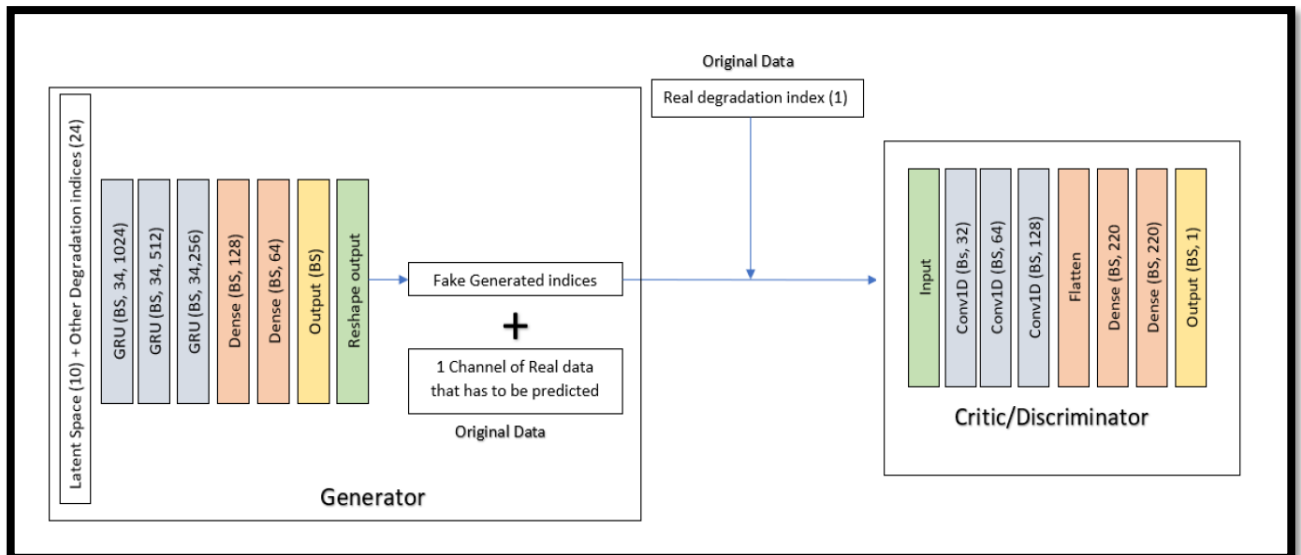 Latent Space (10) + Other Degradation indices (24)
GRU (BS, 34, 1024)
GRU (BS, 34, 512)
GRU (BS, 34,256)
Dense (BS, 128)
Dense (BS, 64)
Output (BS)
Reshape output
Fake Generated indices
+
1 Channel of Real data
that has to be predicted
Original Data
Generator
Original Data
Real degradation index (1)
Input
Conv1D (Bs, 32)
Conv1D (BS, 64)
Conv1D (BS, 128)
Flatten
Dense (BS, 220
Dense (BS, 220)
Output (BS, 1)
Critic/Discriminator